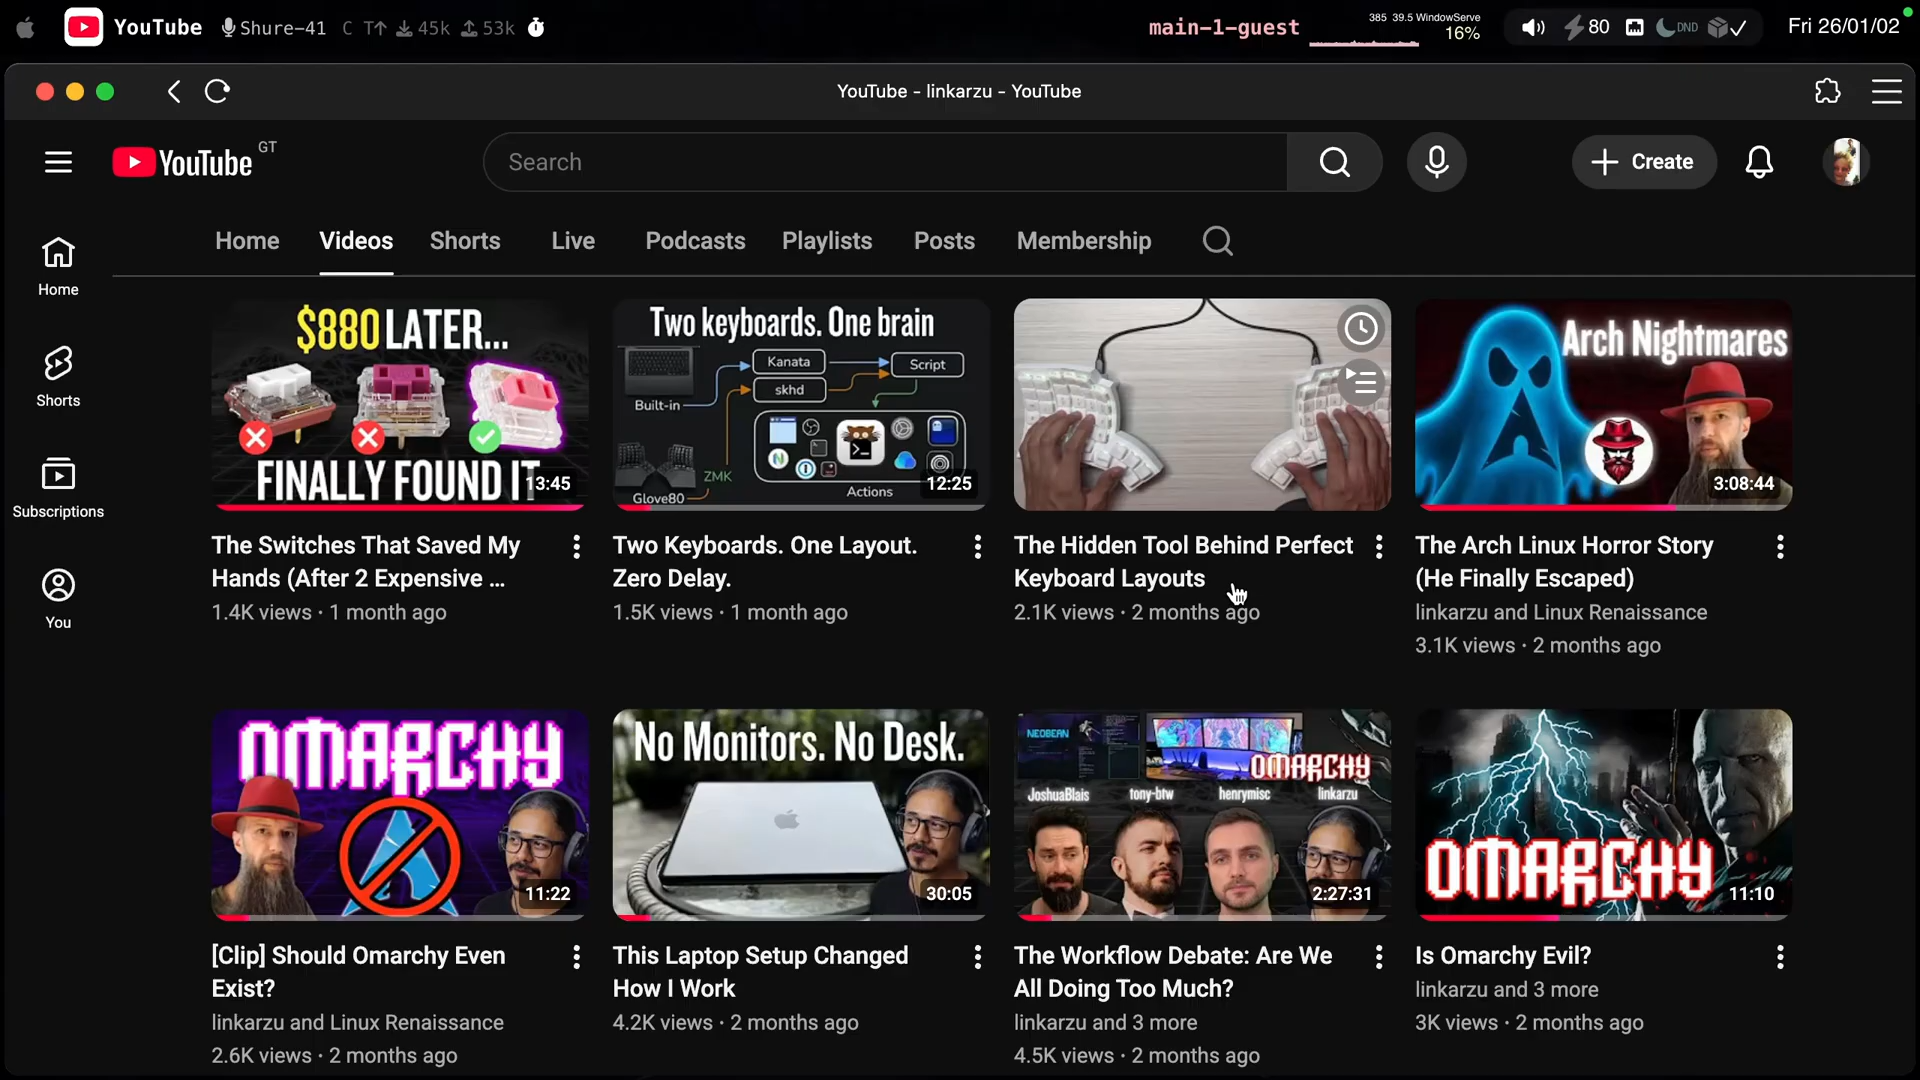 YouTube Shure-41 C T↑ 45k 53k
main-1-guest 385 39.5 WindowServe
16%
80 DND Fri 26/01/02
YouTube - linkarzu - YouTube
YouTube GT
Search
Create
Home Videos Shorts Live Podcasts Playlists Posts Membership
Home
Shorts
Subscriptions
You
$880 LATER...
FINALLY FOUND IT
13:45
The Switches That Saved My
Hands (After 2 Expensive ...
1.4K views · 1 month ago
Two keyboards. One brain
Kanata
Script
skhd
Built-in
ZMK
Glove80
Actions
12:25
Two Keyboards. One Layout.
Zero Delay.
1.5K views · 1 month ago
The Hidden Tool Behind Perfect
Keyboard Layouts
2.1K views · 2 months ago
Arch Nightmares
3:08:44
The Arch Linux Horror Story
(He Finally Escaped)
linkarzu and Linux Renaissance
3.1K views · 2 months ago
OMARCHY
11:22
[Clip] Should Omarchy Even
Exist?
linkarzu and Linux Renaissance
2.6K views · 2 months ago
No Monitors. No Desk.
30:05
This Laptop Setup Changed
How I Work
4.2K views · 2 months ago
NEOBEAN
OMARCHY
JoshuaBlais tony-btw henrymisc linkarzu
2:27:31
The Workflow Debate: Are We
All Doing Too Much?
linkarzu and 3 more
4.5K views · 2 months ago
OMARCHY
11:10
Is Omarchy Evil?
linkarzu and 3 more
3K views · 2 months ago